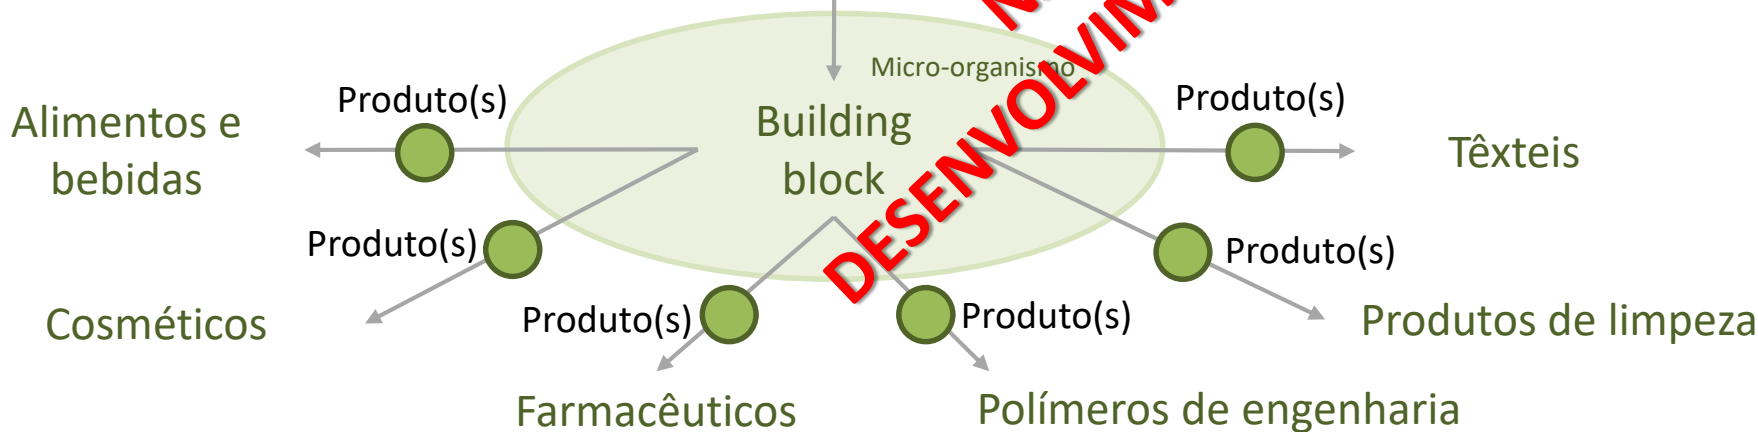 Micro-organismo
Building
block
Produto(s)
Alimentos e
bebidas
Produto(s)
Têxteis
Produto(s)
Cosméticos
Produto(s)
Produtos de limpeza
Produto(s)
Farmacêuticos
Produto(s)
Polímeros de engenharia